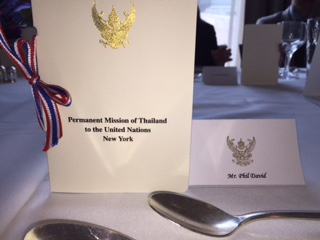 Permanent Mission of Thailand
to the United Nations
New York
Mr. Phil David